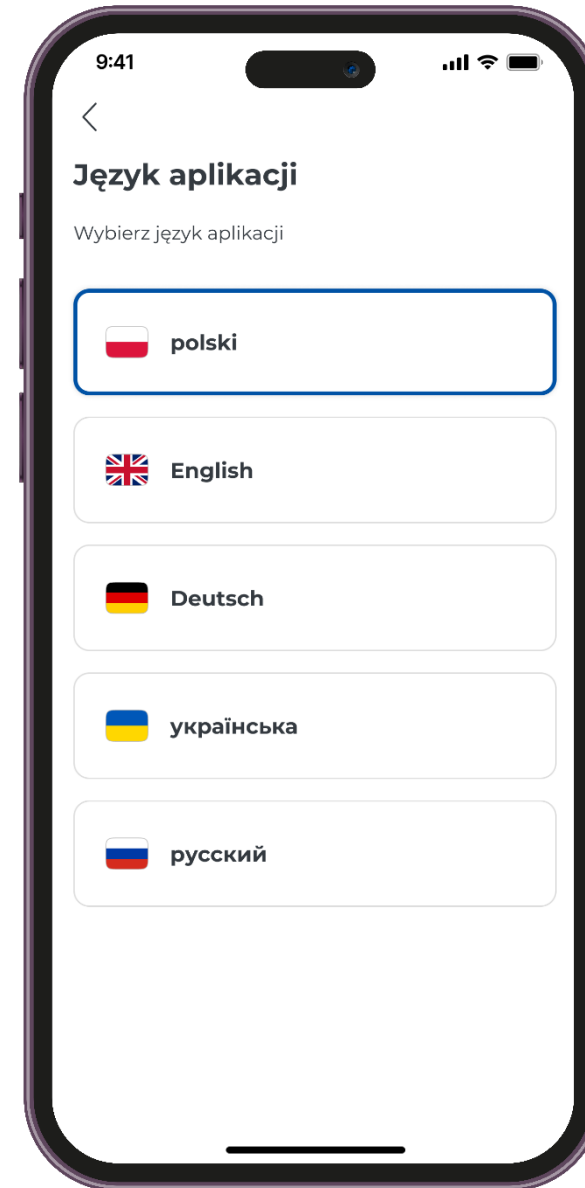 9:41
Język aplikacji
Wybierz język aplikacji
polski
English
Deutsch
українська
русский